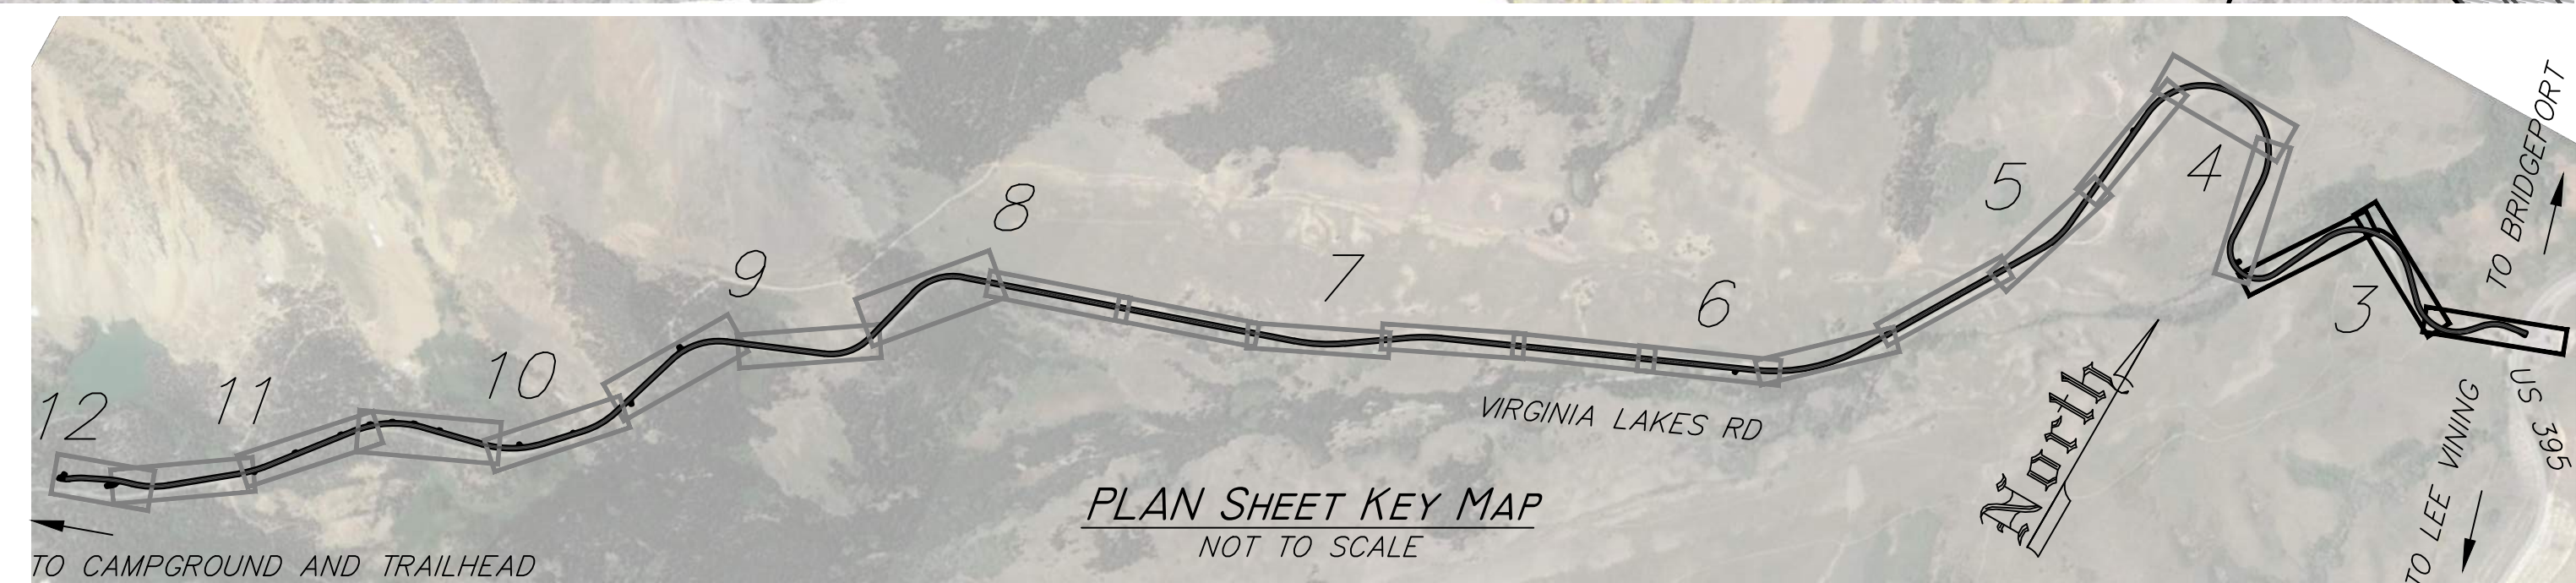 TO BRIDGEPORT
4
5
8
3
7
9
6
US 395
10
11
12
VIRGINIA LAKES RD
North
TO LEE VINING
PLAN SHEET KEY MAP
NOT TO SCALE
TO CAMPGROUND AND TRAILHEAD